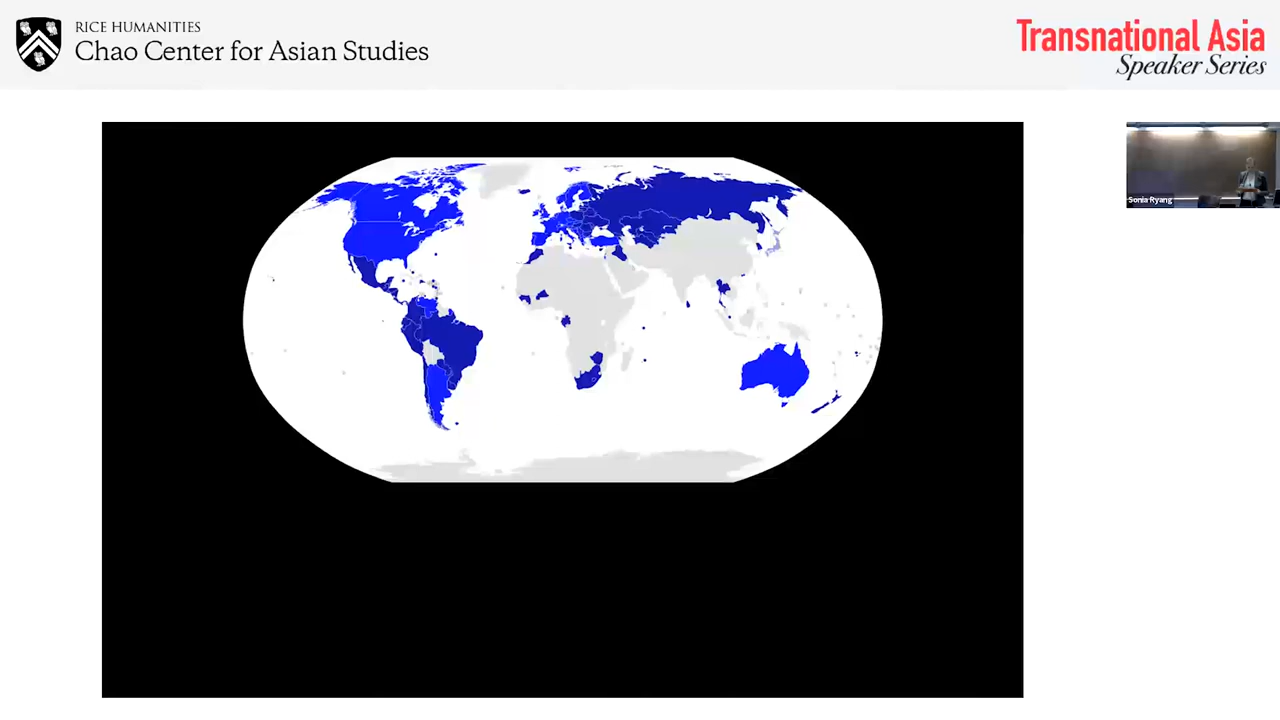 RICE HUMANITIES
Chao Center for Asian Studies
Transnational Asia
Speaker Series
Sonia Ryang